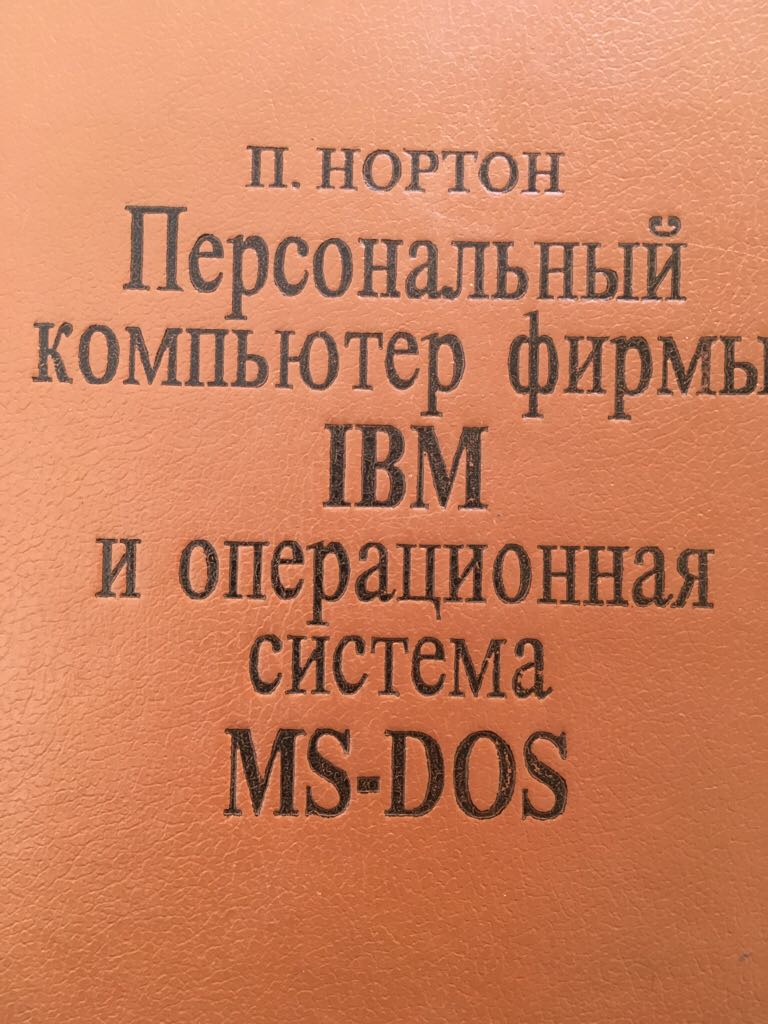 П. НОРТОН
Персональный
компьютер фирмы
IBM
и операционная
система
MS-DOS